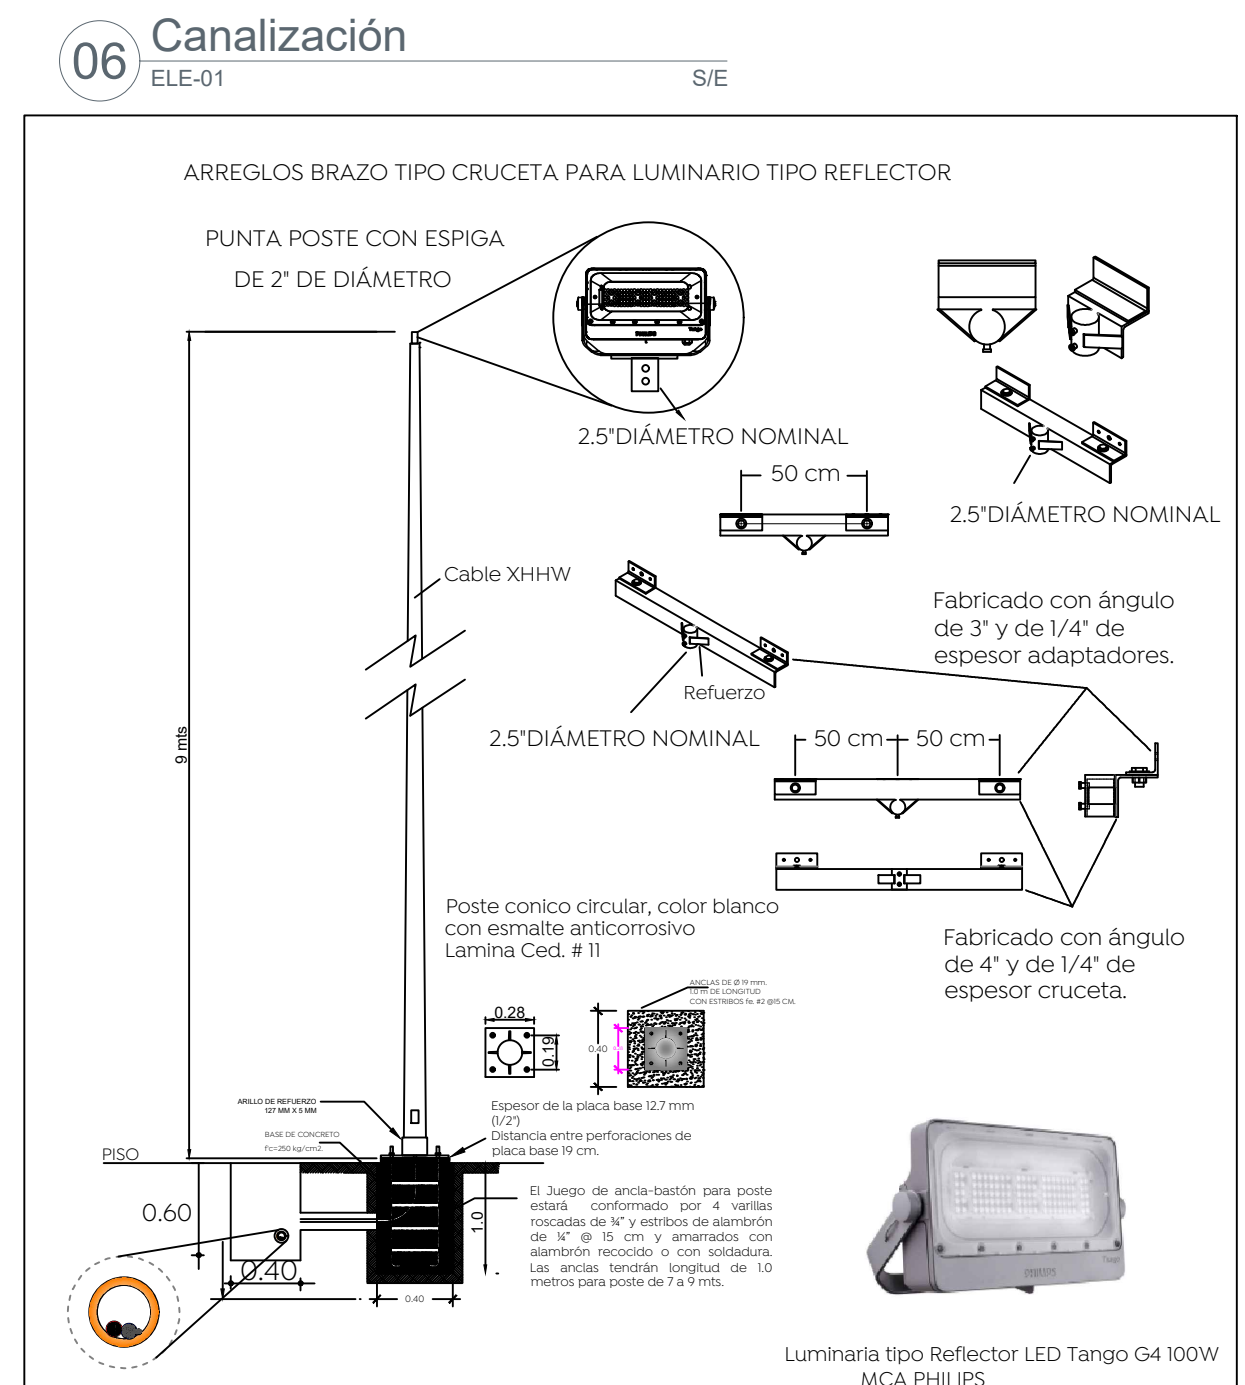 06
Canalización
ELE-01
S/E
ARREGLOS BRAZO TIPO CRUCETA PARA LUMINARIO TIPO REFLECTOR
PUNTA POSTE CON ESPIGA
DE 2" DE DIÁMETRO
PHILIPS
Tango
2.5"DIÁMETRO NOMINAL
50 cm
2.5"DIÁMETRO NOMINAL
Cable XHHW
Fabricado con ángulo
de 3" y de 1/4" de
espesor adaptadores.
Refuerzo
2.5"DIÁMETRO NOMINAL
50 cm
50 cm
9 mts
Poste conico circular, color blanco
con esmalte anticorrosivo
Lamina Ced. # 11
Fabricado con ángulo
de 4" y de 1/4" de
espesor cruceta.
ANCLAS DE Ø 19 mm.
1.0 m DE LONGITUD
CON ESTRIBOS fe. #2 @15 CM.
0.28
0.19
0.40
ARILLO DE REFUERZO
127 MM X 5 MM
Espesor de la placa base 12.7 mm
(1/2")
Distancia entre perforaciones de
placa base 19 cm.
BASE DE CONCRETO
f'c=250 kg/cm2.
PISO
0.60
0.40
1.0
0.40
El Juego de ancla-bastón para poste
estará conformado por 4 varillas
roscadas de ¾" y estribos de alambrón
de ¼" @ 15 cm y amarrados con
alambrón recocido o con soldadura.
Las anclas tendrán longitud de 1.0
metros para poste de 7 a 9 mts.
PHILIPS
Tango
Luminaria tipo Reflector LED Tango G4 100W
MCA PHILIPS